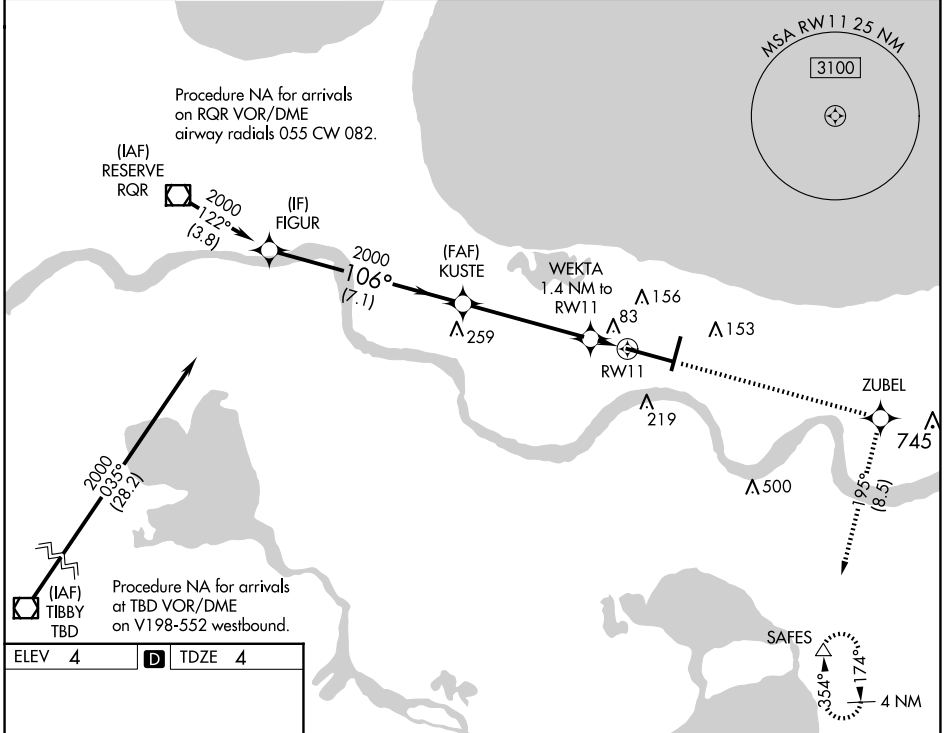 MSA RW11 25 NM
3100
Procedure NA for arrivals
on RQR VOR/DME
airway radials 055 CW 082.
(IAF)
RESERVE
RQR
2000
122°
(3.8)
(IF)
FIGUR
2000
106°
(7.1)
(FAF)
KUSTE
259
WEKTA
1.4 NM to
RW11
83
156
153
RW11
219
ZUBEL
745
500
195°
(8.5)
2000
035°
(28.2)
(IAF)
TIBBY
TBD
Procedure NA for arrivals
at TBD VOR/DME
on V198-552 westbound.
SAFES
354°
174°
4 NM
ELEV 4 D TDZE 4